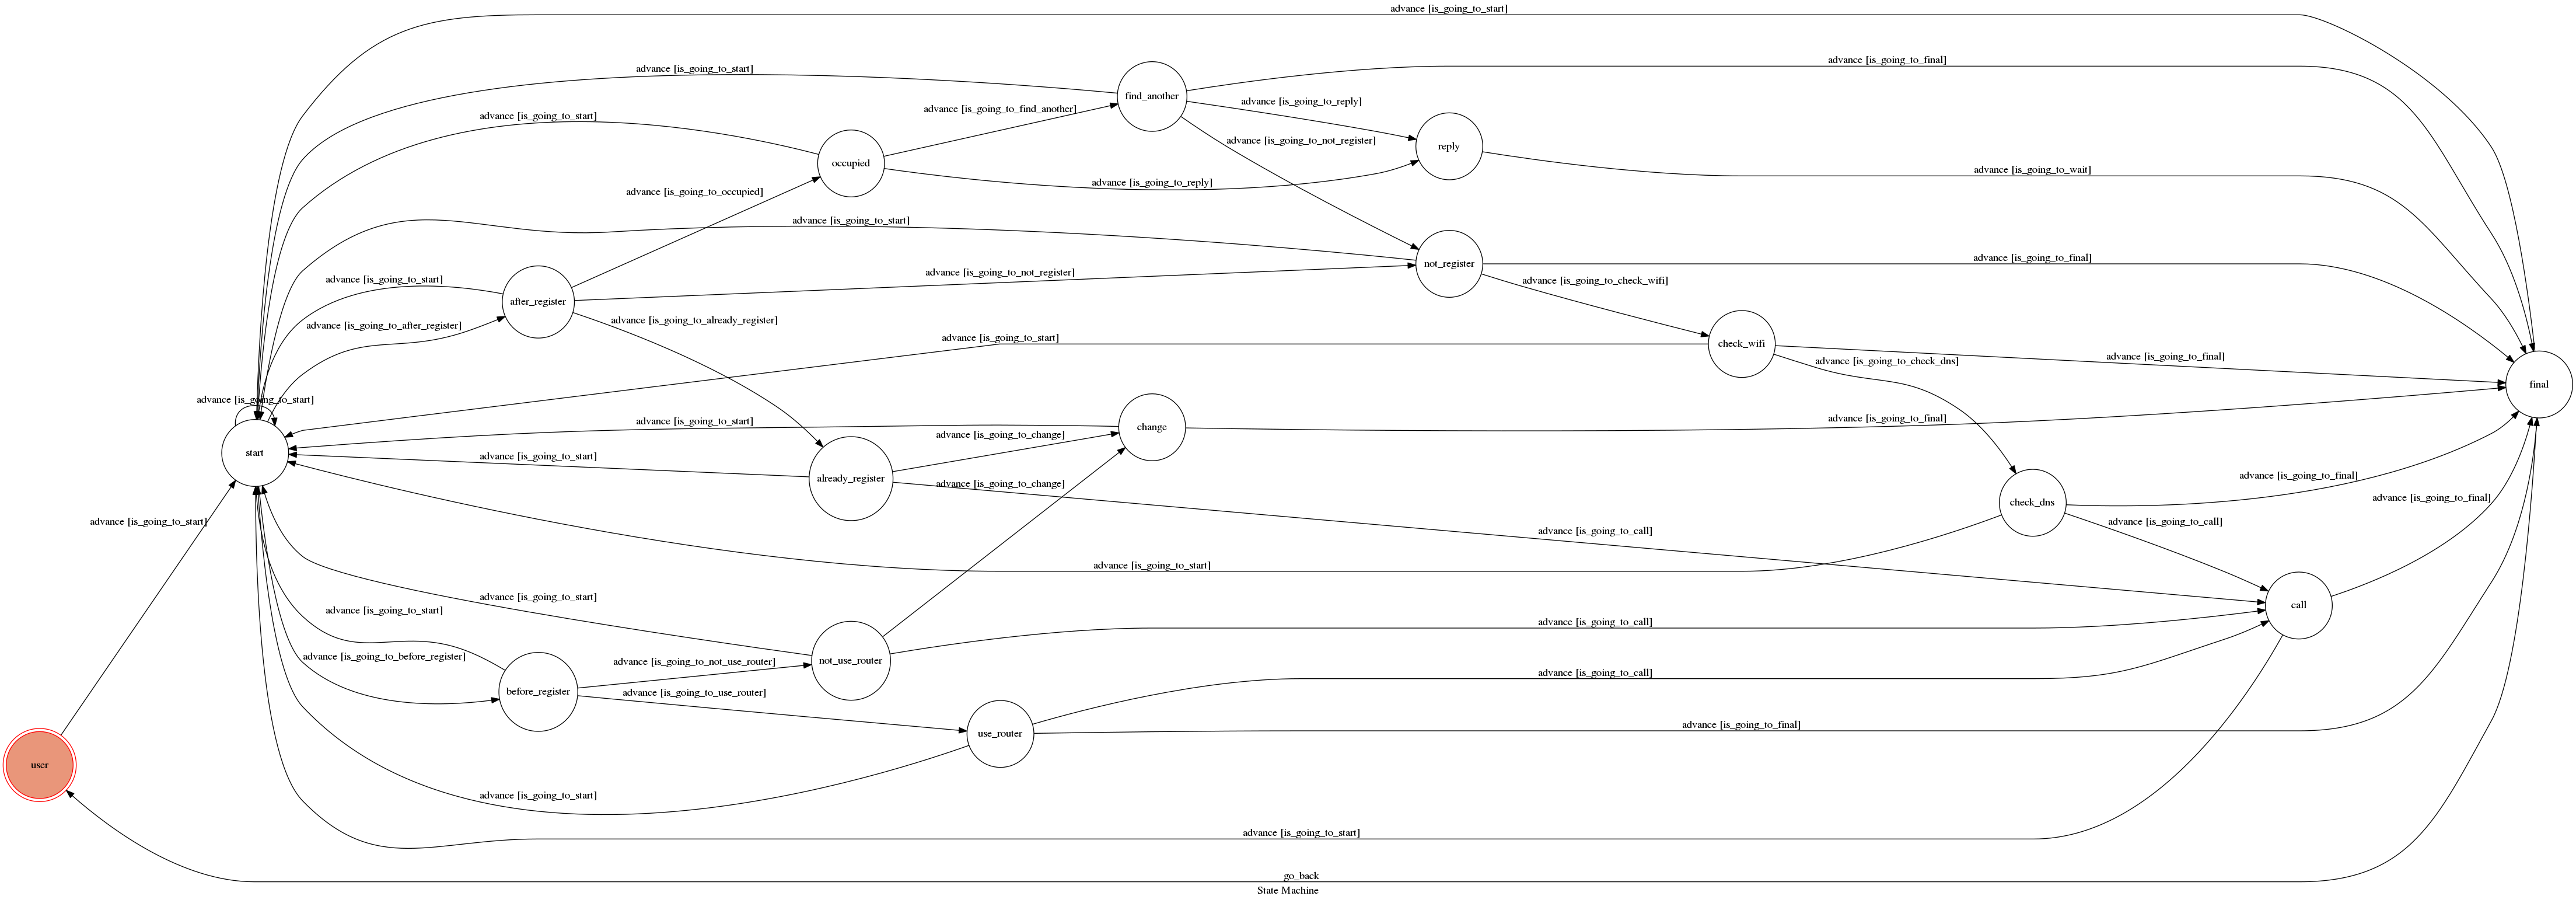 advance [is_going_to_start]
advance [is_going_to_start]
advance [is_going_to_final]
find_another
advance [is_going_to_reply]
advance [is_going_to_find_another]
advance [is_going_to_start]
advance [is_going_to_not_register]
reply
occupied
advance [is_going_to_wait]
advance [is_going_to_reply]
advance [is_going_to_occupied]
advance [is_going_to_start]
advance [is_going_to_final]
not_register
advance [is_going_to_not_register]
advance [is_going_to_start]
advance [is_going_to_check_wifi]
after_register
advance [is_going_to_already_register]
advance [is_going_to_after_register]
advance [is_going_to_start]
check_wifi
advance [is_going_to_final]
advance [is_going_to_check_dns]
final
advance [is_going_to_start]
advance [is_going_to_start]
advance [is_going_to_final]
change
advance [is_going_to_change]
start
advance [is_going_to_start]
already_register
advance [is_going_to_final]
advance [is_going_to_change]
advance [is_going_to_final]
check_dns
advance [is_going_to_start]
advance [is_going_to_call]
advance [is_going_to_call]
advance [is_going_to_start]
advance [is_going_to_start]
call
advance [is_going_to_start]
advance [is_going_to_call]
advance [is_going_to_before_register]
not_use_router
advance [is_going_to_not_use_router]
advance [is_going_to_call]
before_register
advance [is_going_to_use_router]
advance [is_going_to_final]
use_router
user
advance [is_going_to_start]
advance [is_going_to_start]
go_back
State Machine